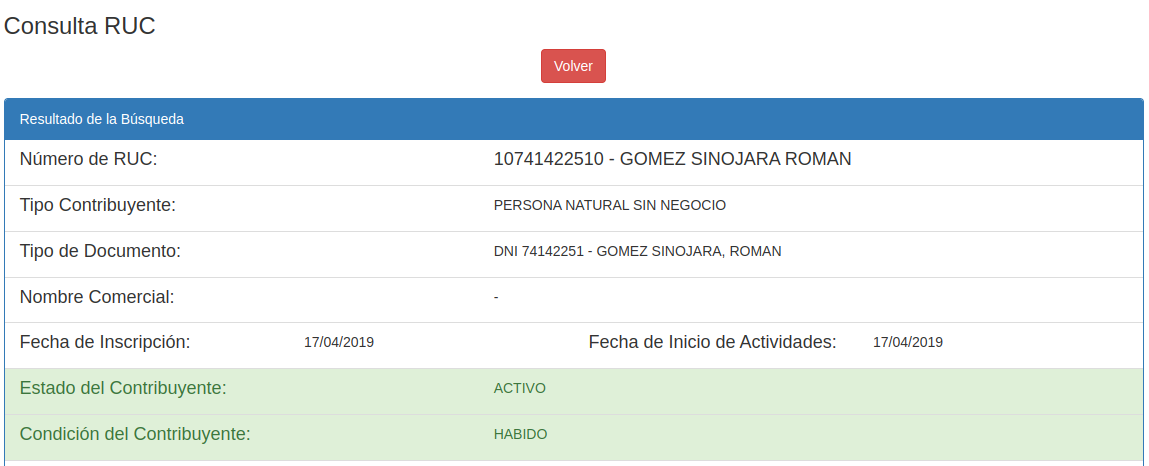 Consulta RUC
Volver
Resultado de la Búsqueda
Número de RUC: 10741422510 - GOMEZ SINOJARA ROMAN
Tipo Contribuyente: PERSONA NATURAL SIN NEGOCIO
Tipo de Documento: DNI 74142251 - GOMEZ SINOJARA, ROMAN
Nombre Comercial: -
Fecha de Inscripción: 17/04/2019 Fecha de Inicio de Actividades: 17/04/2019
Estado del Contribuyente: ACTIVO
Condición del Contribuyente: HABIDO